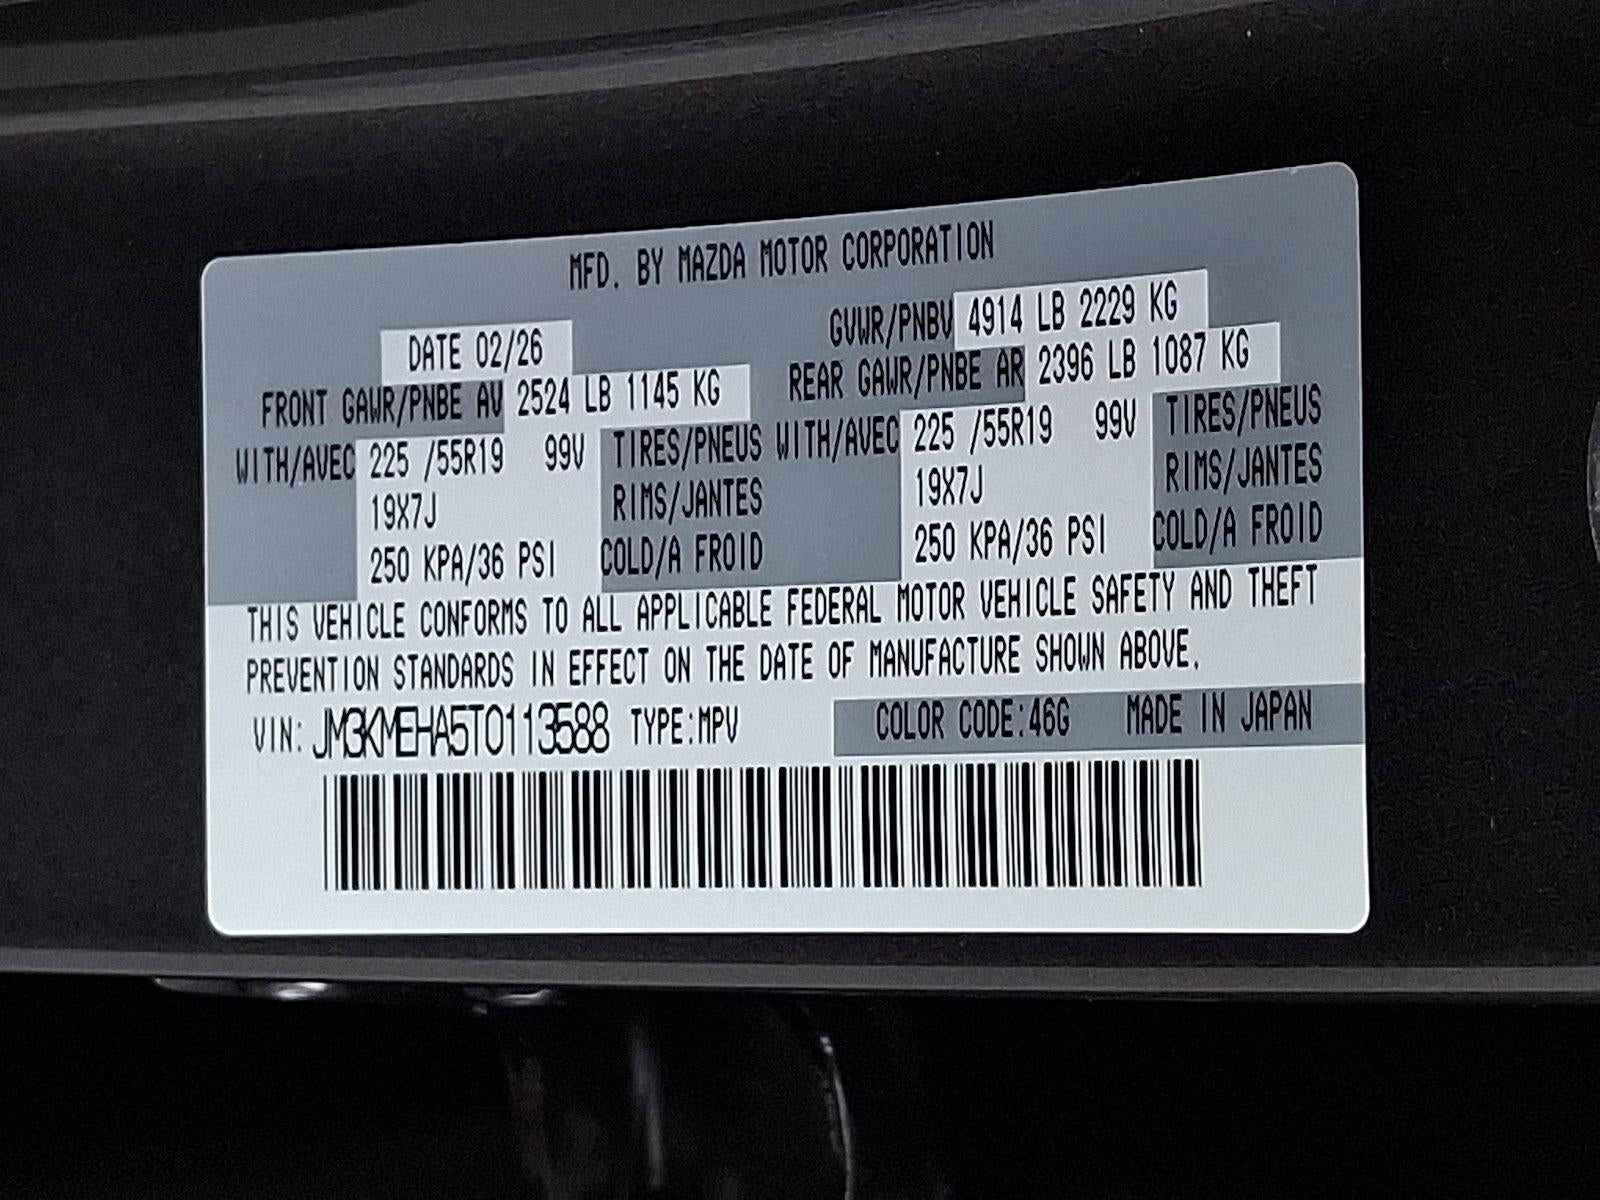 MFD. BY MAZDA MOTOR CORPORATION
DATE 02/26
GVWR/PNBV 4914 LB 2229 KG
FRONT GAWR/PNBE AV 2524 LB 1145 KG
REAR GAWR/PNBE AR 2396 LB 1087 KG
WITH/AVEC 225 /55R19 99V TIRES/PNEUS
19X7J RIMS/JANTES
250 KPA/36 PSI COLD/A FROID
WITH/AVEC 225 /55R19 99V TIRES/PNEUS
19X7J RIMS/JANTES
250 KPA/36 PSI COLD/A FROID
THIS VEHICLE CONFORMS TO ALL APPLICABLE FEDERAL MOTOR VEHICLE SAFETY AND THEFT
PREVENTION STANDARDS IN EFFECT ON THE DATE OF MANUFACTURE SHOWN ABOVE.
VIN: JM3KMEHA5T0113588 TYPE:MPV COLOR CODE:46G MADE IN JAPAN